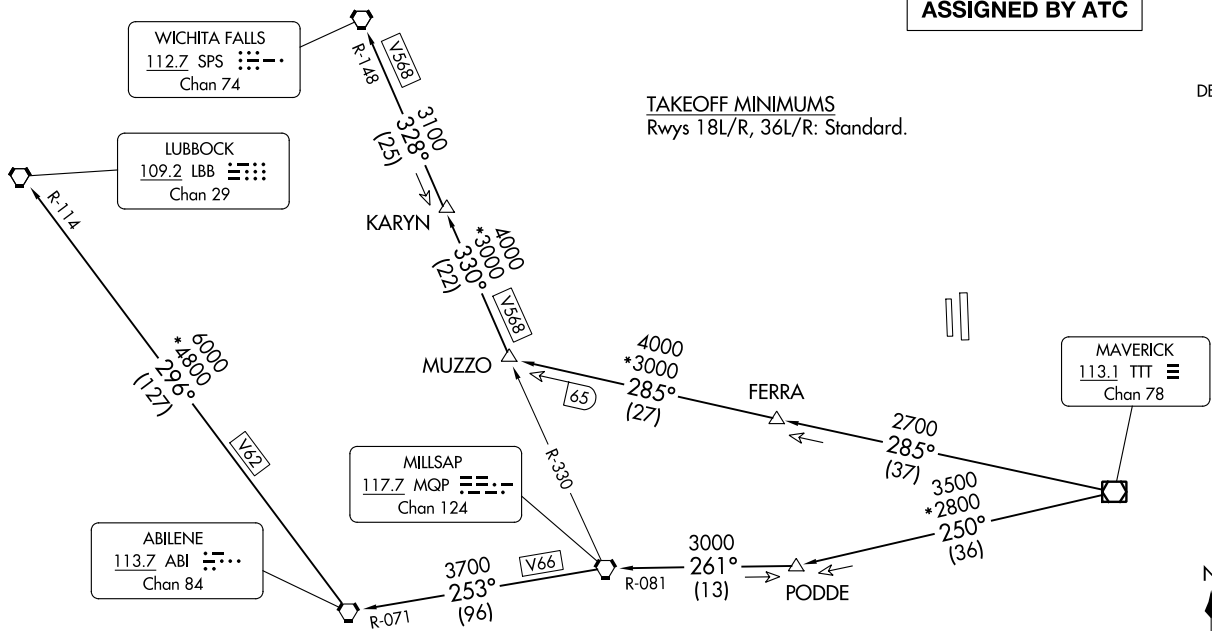 ASSIGNED BY ATC
WICHITA FALLS
112.7 SPS
Chan 74
R-148
V568
3100
328°
(25)
TAKEOFF MINIMUMS
Rwys 18L/R, 36L/R: Standard.
DE
LUBBOCK
109.2 LBB
Chan 29
R-114
KARYN
4000
*3000
330°
(22)
V568
6000
*4800
296°
(127)
V62
MUZZO
65
4000
*3000
285°
(27)
FERRA
MAVERICK
113.1 TTT
Chan 78
2700
285°
(37)
R-330
MILLSAP
117.7 MQP
Chan 124
3500
*2800
250°
(36)
ABILENE
113.7 ABI
Chan 84
3700
V66
253°
(96)
R-071
R-081
3000
261°
(13)
PODDE
N